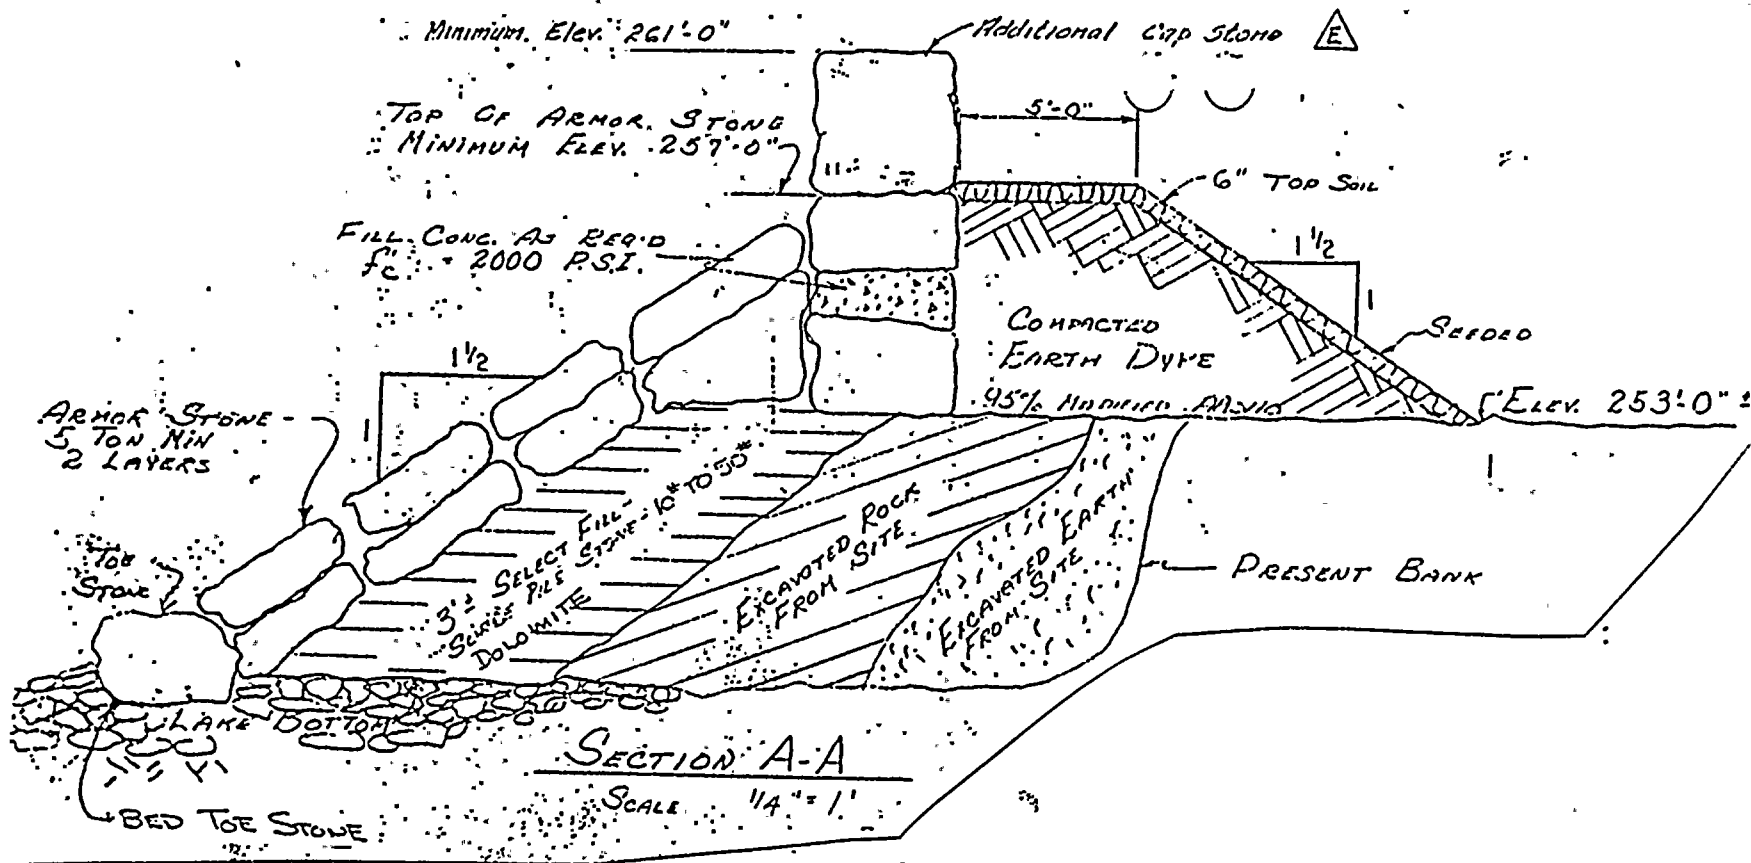 Minimum. Elev. 261'-0"
Additional Cap Stone
E
5'-0"
TOP OF ARMOR STONE
MINIMUM ELEV. 257'-0"
6" TOP SOIL
FILL CONC. AS REQ'D
f'c = 2000 P.S.I.
1 1/2
1
COMPACTED
EARTH DYKE
95% MODIFIED
SEEDED
ELEV. 253'-0" ±
1 1/2
1
ARMOR STONE -
5 TON MIN
2 LAYERS
3'± SELECT FILL -
PILE STONE - 10# TO 50#
DOLOMITE
EXCAVATED ROCK
FROM SITE
EXCAVATED EARTH
FROM SITE
PRESENT BANK
TOE
STONE
LAKE BOTTOM
BED TOE STONE
SECTION A-A
SCALE 1/4" = 1'